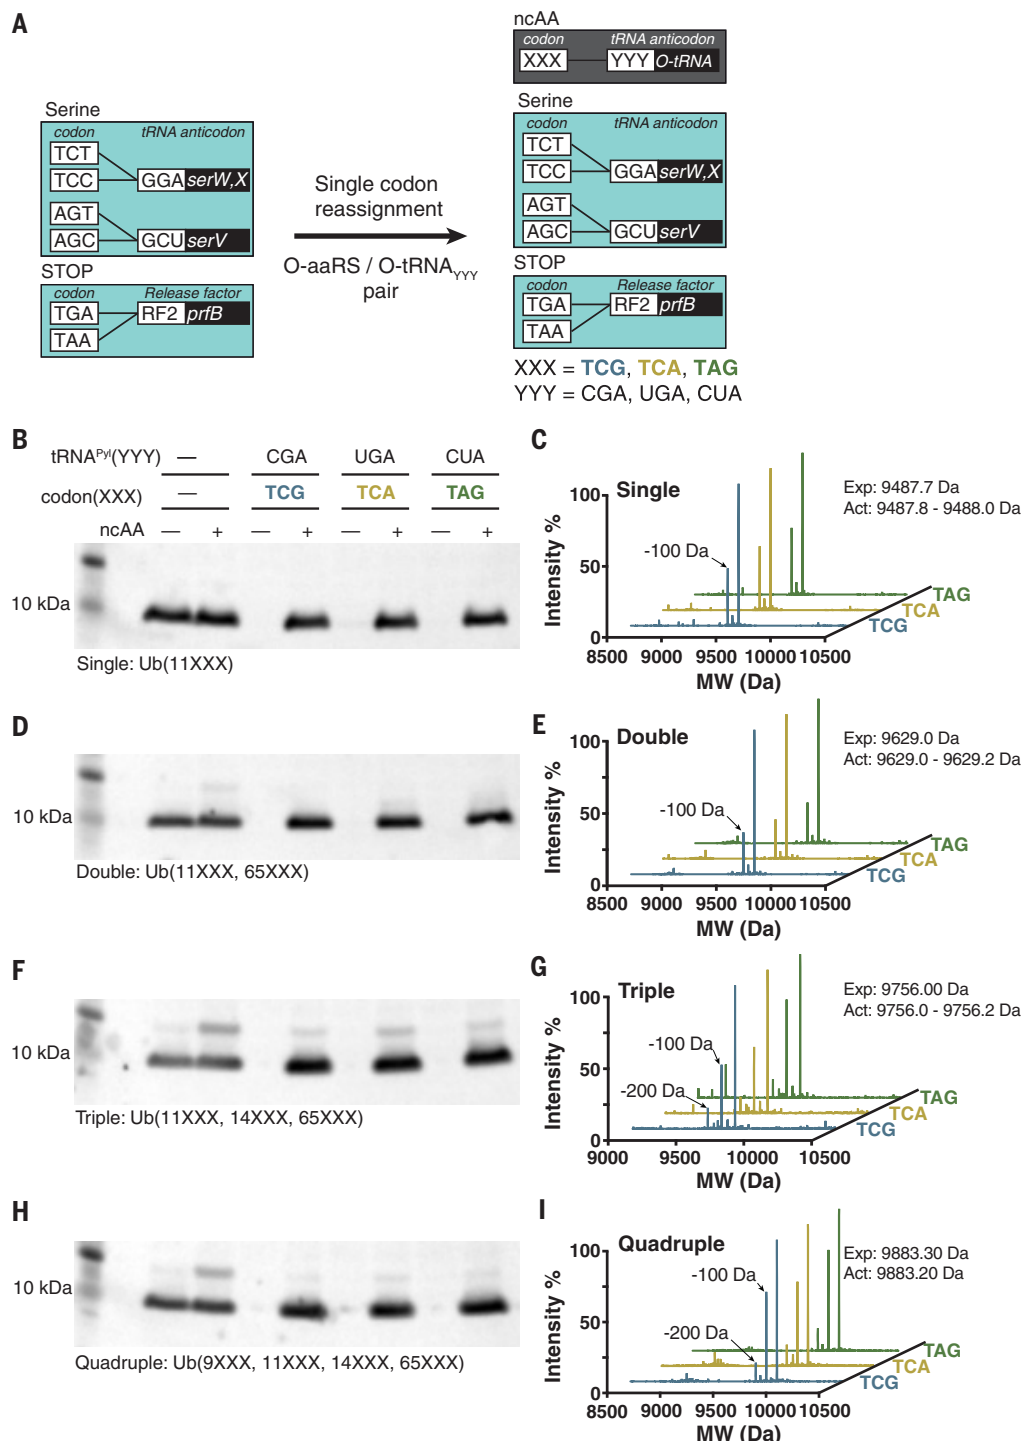 A
Serine
codon tRNA anticodon
TCT
TCC GGA serW,X
AGT
AGC GCU serV
STOP
codon Release factor
TGA RF2 prfB
TAA
Single codon
reassignment
O-aaRS / O-tRNAYYY
pair
ncAA
codon tRNA anticodon
XXX YYY O-tRNA
Serine
codon tRNA anticodon
TCT
TCC GGA serW,X
AGT
AGC GCU serV
STOP
codon Release factor
TGA RF2 prfB
TAA
XXX = TCG, TCA, TAG
YYY = CGA, UGA, CUA
B
tRNAPyl(YYY) — CGA UGA CUA
codon(XXX) — TCG TCA TAG
ncAA — + — + — + — +
10 kDa
Single: Ub(11XXX)
C
Single
Exp: 9487.7 Da
Act: 9487.8 - 9488.0 Da
-100 Da
Intensity %
100
50
0
TAG
TCA
TCG
8500 9000 9500 10000 10500
MW (Da)
D
10 kDa
Double: Ub(11XXX, 65XXX)
E
Double
Exp: 9629.0 Da
Act: 9629.0 - 9629.2 Da
-100 Da
Intensity %
100
50
0
TAG
TCA
TCG
8500 9000 9500 10000 10500
MW (Da)
F
10 kDa
Triple: Ub(11XXX, 14XXX, 65XXX)
G
Triple
Exp: 9756.00 Da
Act: 9756.0 - 9756.2 Da
-100 Da
-200 Da
Intensity %
100
50
0
TAG
TCA
TCG
9000 9500 10000 10500
MW (Da)
H
10 kDa
Quadruple: Ub(9XXX, 11XXX, 14XXX, 65XXX)
I
Quadruple
Exp: 9883.30 Da
Act: 9883.20 Da
-100 Da
-200 Da
Intensity %
100
50
0
TAG
TCA
TCG
8500 9000 9500 10000 10500
MW (Da)